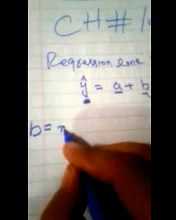 CH # 1
Regression line
ŷ = a + b
b =